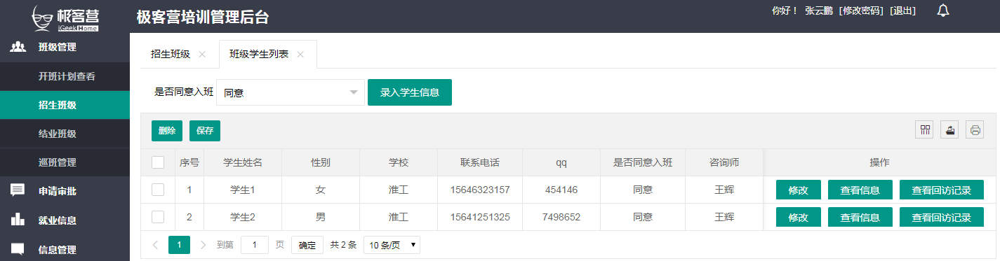 极客营 iGeekHome 极客营培训管理后台 你好！ 张云鹏 [修改密码] [退出]
班级管理
开班计划查看
招生班级
结业班级
巡班管理
申请审批
就业信息
信息管理
招生班级 班级学生列表
是否同意入班 同意 录入学生信息
删除 保存
序号 学生姓名 性别 学校 联系电话 qq 是否同意入班 咨询师 操作
1 学生1 女 淮工 15646323157 454146 同意 王辉 修改 查看信息 查看回访记录
2 学生2 男 淮工 15641251325 7498652 同意 王辉 修改 查看信息 查看回访记录
1 到第 1 页 确定 共 2 条 10 条/页